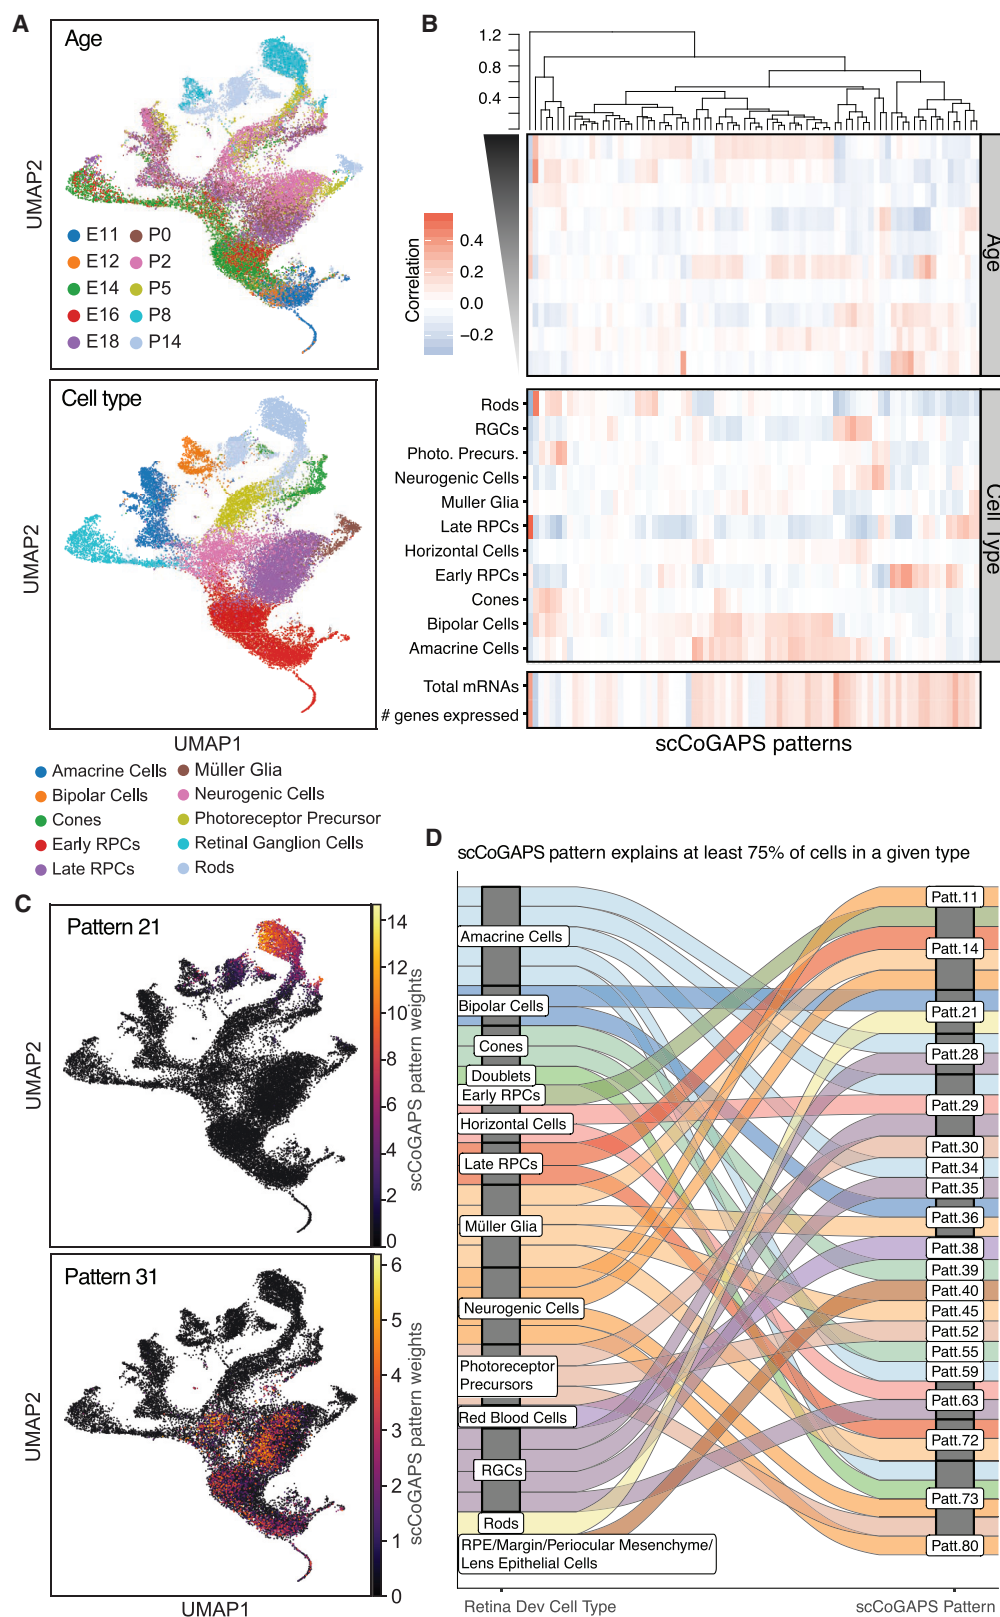 A
Age
UMAP2
E11
P0
E12
P2
E14
P5
E16
P8
E18
P14
Cell type
UMAP2
UMAP1
Amacrine Cells
Müller Glia
Bipolar Cells
Neurogenic Cells
Cones
Photoreceptor Precursor
Early RPCs
Retinal Ganglion Cells
Late RPCs
Rods
B
1.2
0.8
0.4
Correlation
0.4
0.2
0.0
−0.2
Age
Rods
RGCs
Photo. Precurs.
Neurogenic Cells
Muller Glia
Late RPCs
Horizontal Cells
Early RPCs
Cones
Bipolar Cells
Amacrine Cells
Cell Type
Total mRNAs
# genes expressed
scCoGAPS patterns
C
Pattern 21
UMAP2
14
12
10
8
6
4
2
0
scCoGAPS pattern weights
Pattern 31
UMAP2
6
5
4
3
2
1
0
scCoGAPS pattern weights
UMAP1
D
scCoGAPS pattern explains at least 75% of cells in a given type
Amacrine Cells
Bipolar Cells
Cones
Doublets
Early RPCs
Horizontal Cells
Late RPCs
Müller Glia
Neurogenic Cells
Photoreceptor
Precursors
Red Blood Cells
RGCs
Rods
RPE/Margin/Periocular Mesenchyme/
Lens Epithelial Cells
Patt.11
Patt.14
Patt.21
Patt.28
Patt.29
Patt.30
Patt.34
Patt.35
Patt.36
Patt.38
Patt.39
Patt.40
Patt.45
Patt.52
Patt.55
Patt.59
Patt.63
Patt.72
Patt.73
Patt.80
Retina Dev Cell Type
scCoGAPS Pattern